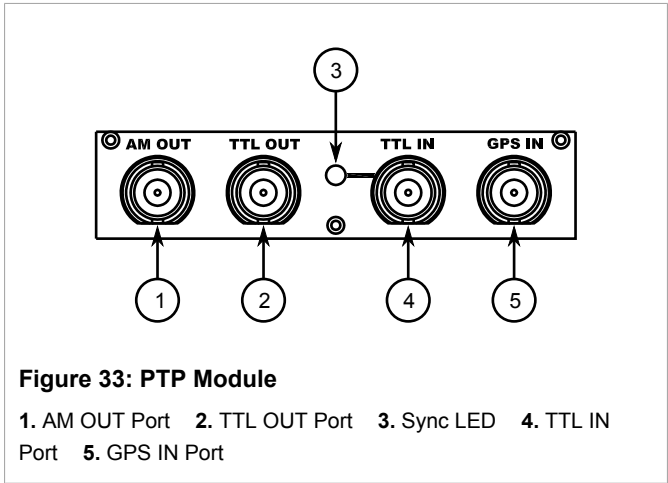 3
AM OUT TTL OUT TTL IN GPS IN
1 2 4 5
Figure 33: PTP Module
1. AM OUT Port 2. TTL OUT Port 3. Sync LED 4. TTL IN
Port 5. GPS IN Port